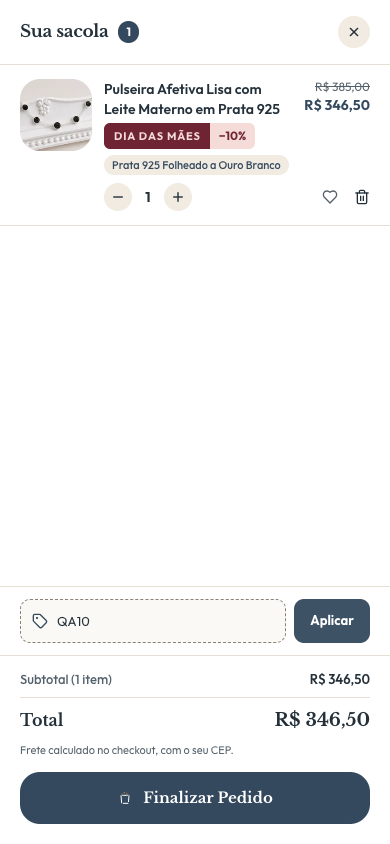 Sua sacola 1
Pulseira Afetiva Lisa com
Leite Materno em Prata 925
R$ 385,00
R$ 346,50
DIA DAS MÃES −10%
Prata 925 Folheado a Ouro Branco
1
QA10
Aplicar
Subtotal (1 item) R$ 346,50
Total R$ 346,50
Frete calculado no checkout, com o seu CEP.
Finalizar Pedido